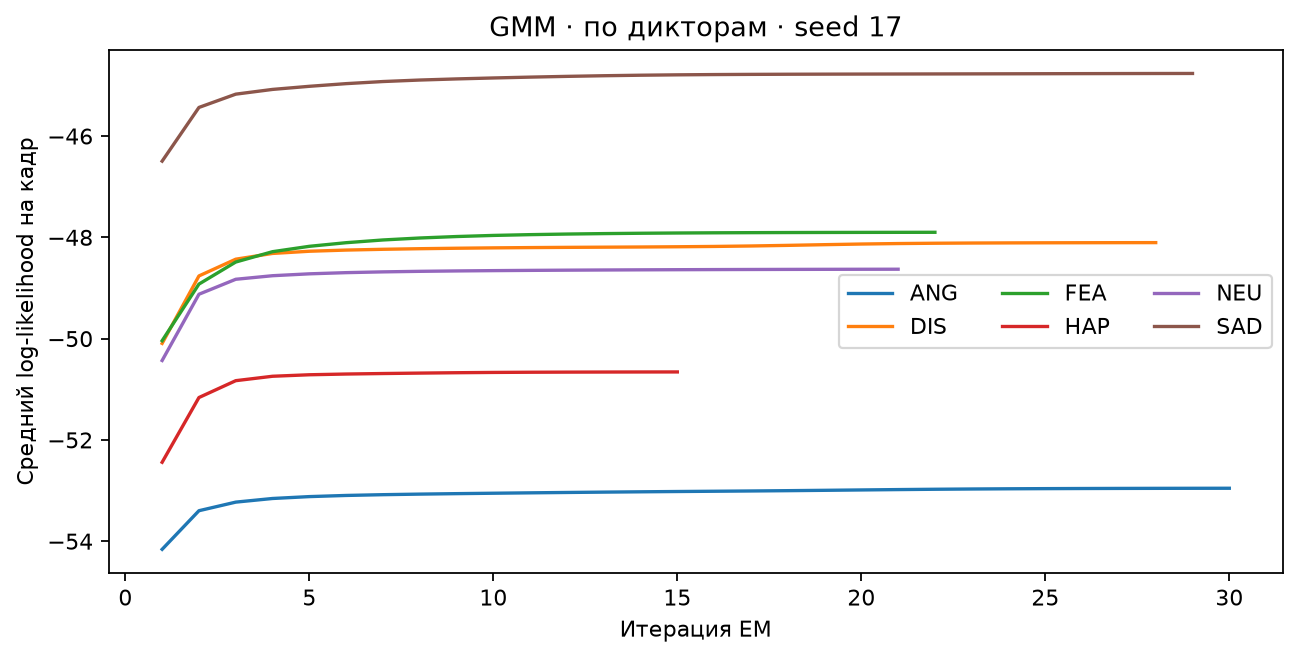 GMM · по дикторам · seed 17
Средний log-likelihood на кадр
−46
−48
−50
−52
−54
ANG FEA NEU
DIS HAP SAD
0 5 10 15 20 25 30
Итерация EM